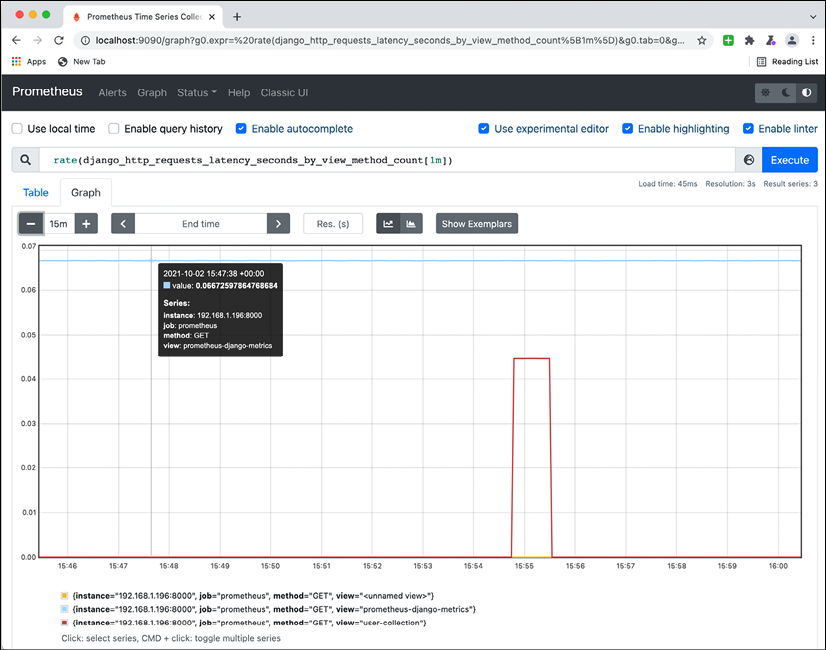 Prometheus Time Series Collec
localhost:9090/graph?g0.expr=%20rate(django_http_requests_latency_seconds_by_view_method_count%5B1m%5D)&g0.tab=0&g...
Apps New Tab Reading List
Prometheus Alerts Graph Status Help Classic UI
Use local time Enable query history Enable autocomplete Use experimental editor Enable highlighting Enable linter
rate(django_http_requests_latency_seconds_by_view_method_count[1m]) Execute
Table Graph Load time: 45ms Resolution: 3s Result series: 3
− 15m + End time Res. (s) Show Exemplars
0.07
2021-10-02 15:47:38 +00:00
value: 0.06672597864768684
0.06
Series:
instance: 192.168.1.196:8000
job: prometheus
0.05
method: GET
view: prometheus-django-metrics
0.04
0.03
0.02
0.01
0.00
15:46 15:47 15:48 15:49 15:50 15:51 15:52 15:53 15:54 15:55 15:56 15:57 15:58 15:59 16:00
{instance="192.168.1.196:8000", job="prometheus", method="GET", view="<unnamed view>"}
{instance="192.168.1.196:8000", job="prometheus", method="GET", view="prometheus-django-metrics"}
{instance="192.168.1.196:8000", job="prometheus", method="GET", view="user-collection"}
Click: select series, CMD + click: toggle multiple series